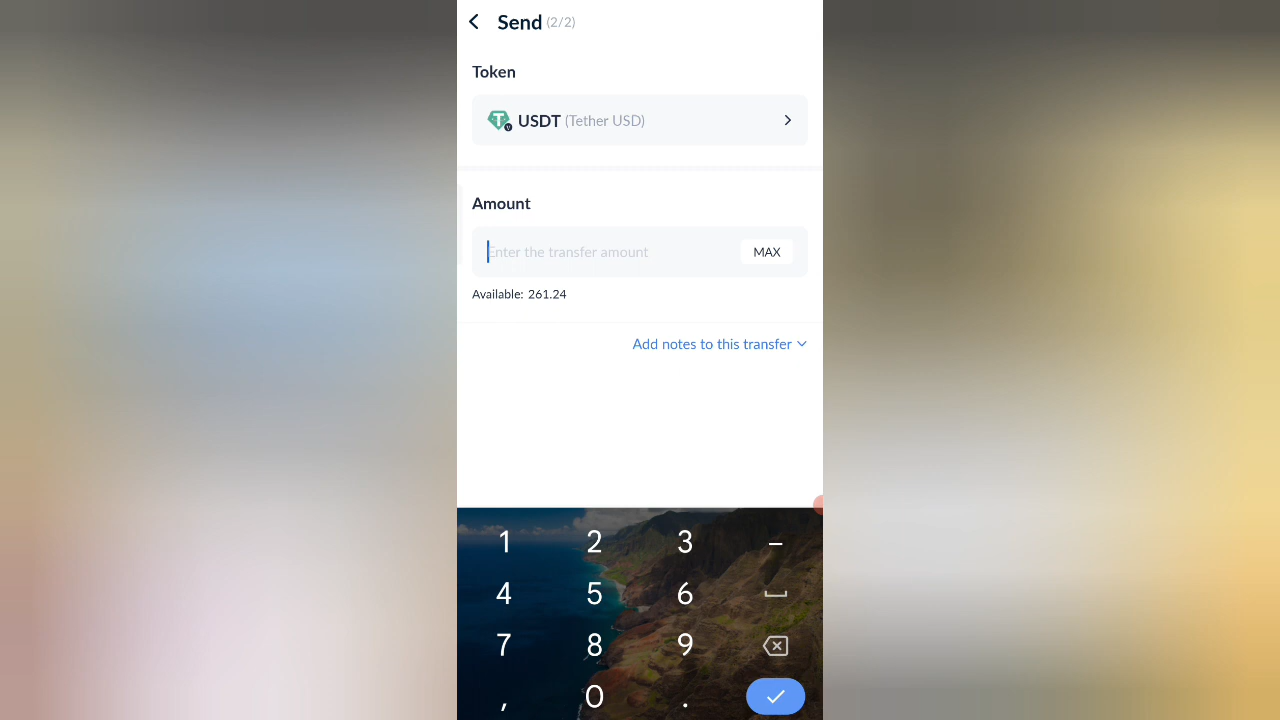 Send (2/2)
Token
USDT (Tether USD)
Amount
Enter the transfer amount MAX
Available: 261.24
Add notes to this transfer
1 2 3 –
4 5 6
7 8 9
, 0 .